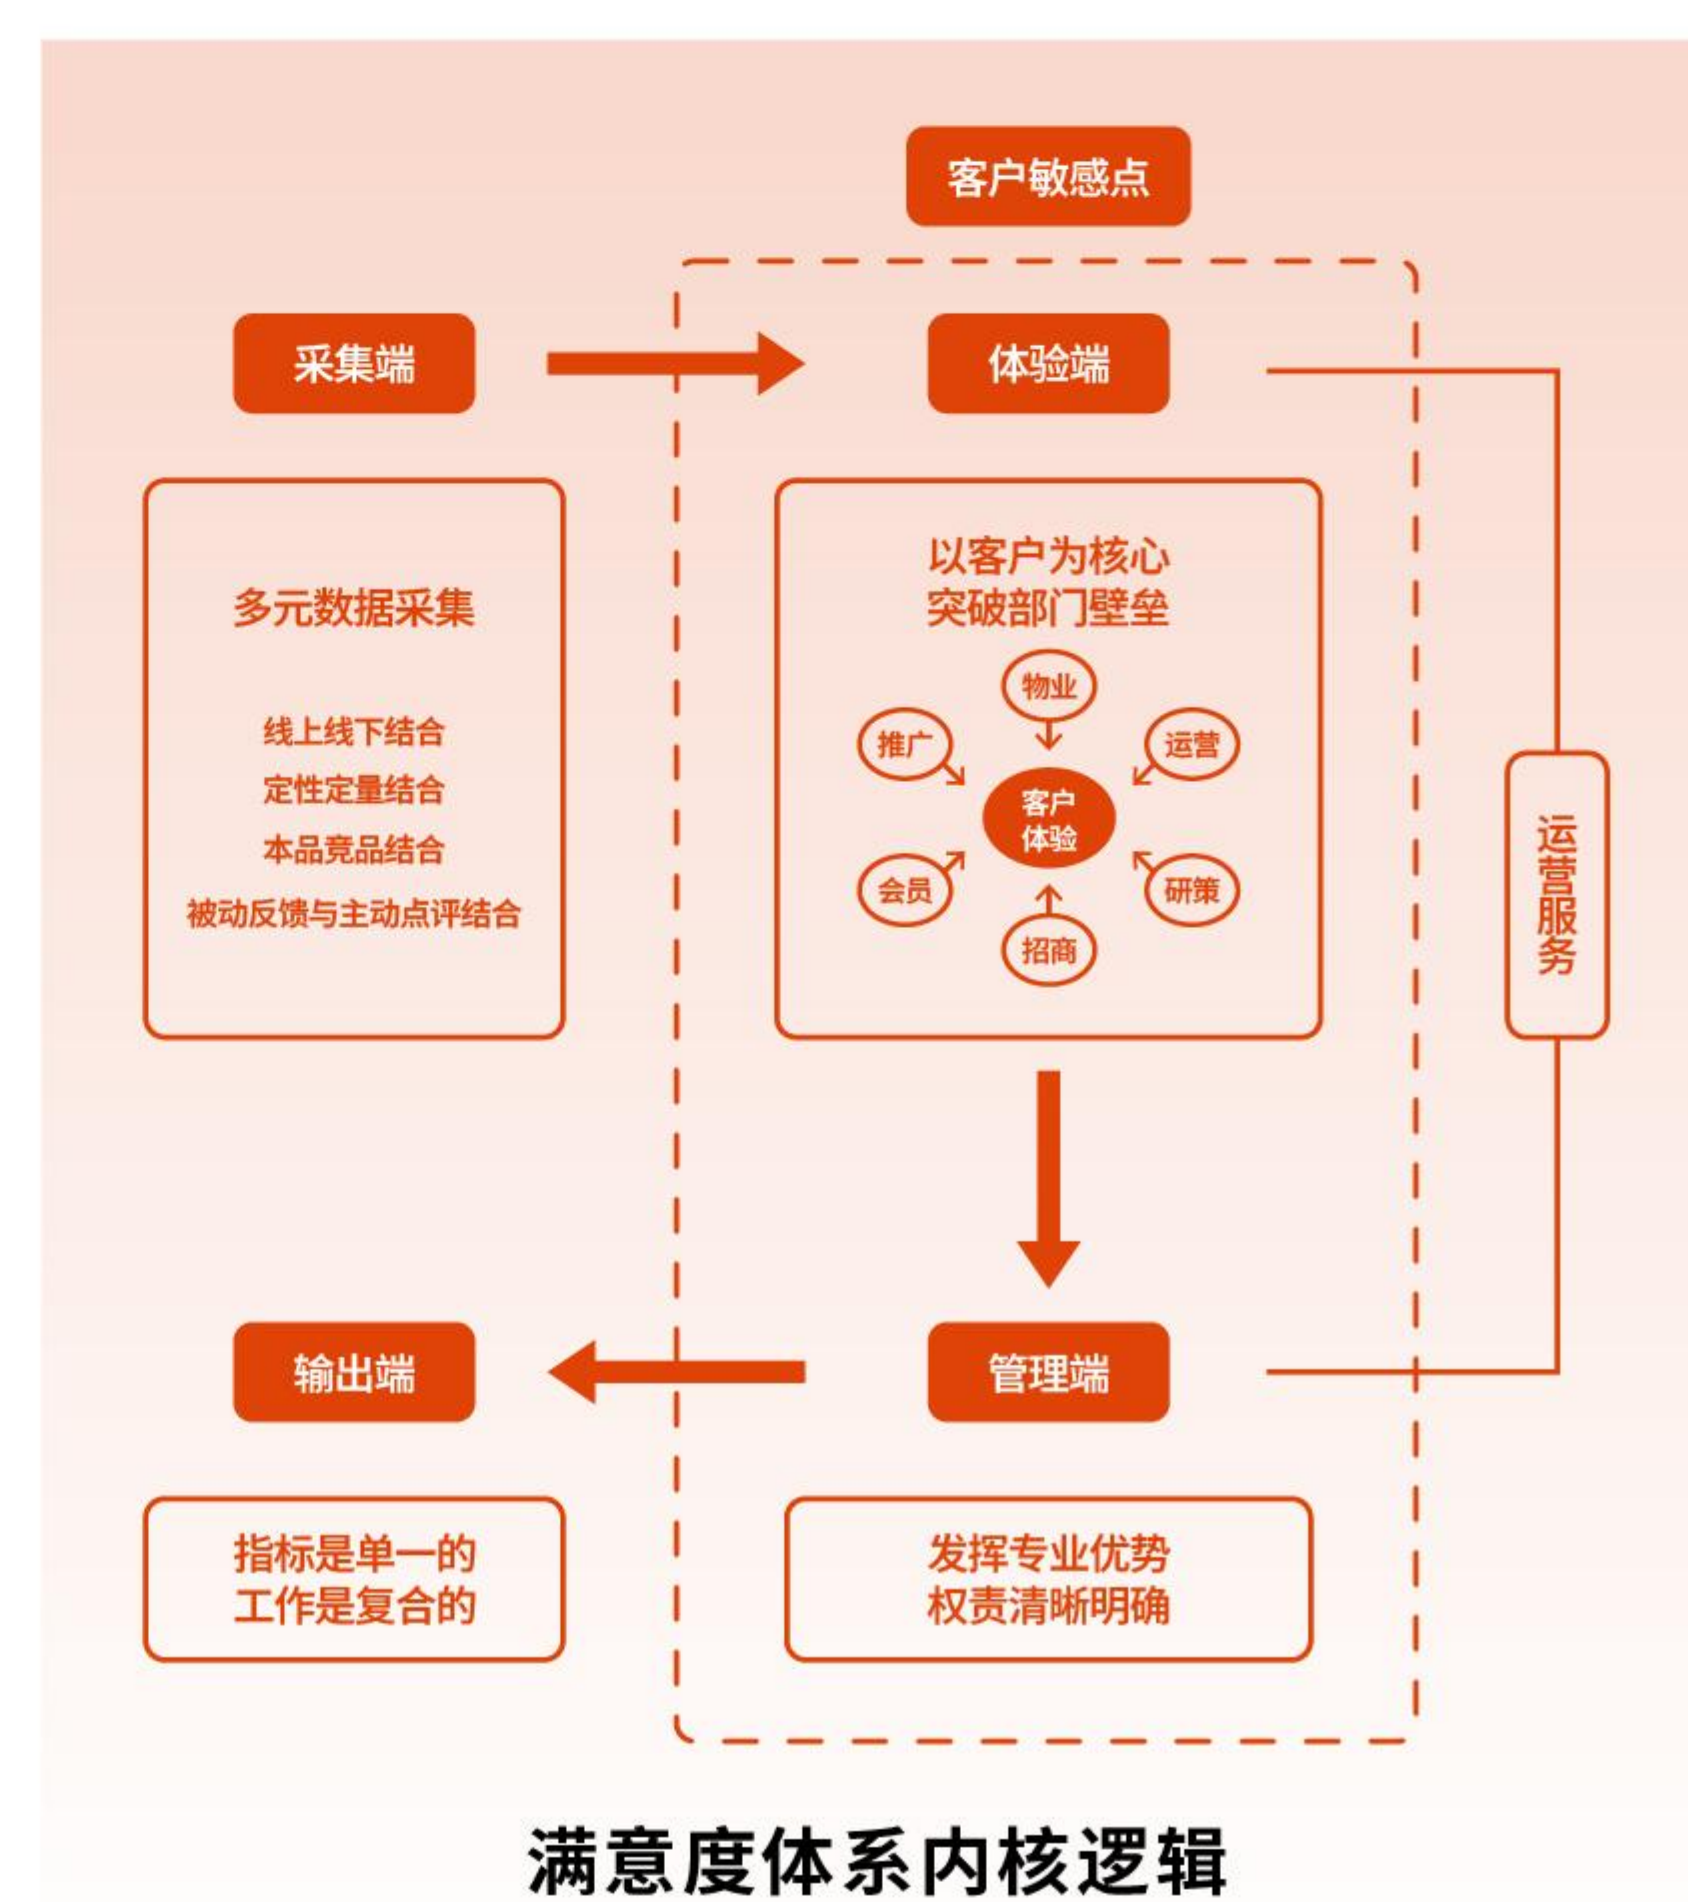 客户敏感点
采集端
体验端
多元数据采集
线上线下结合
定性定量结合
本品竞品结合
被动反馈与主动点评结合
以客户为核心
突破部门壁垒
物业
推广
运营
客户
体验
会员
研策
招商
运营服务
输出端
管理端
指标是单一的
工作是复合的
发挥专业优势
权责清晰明确
满意度体系内核逻辑